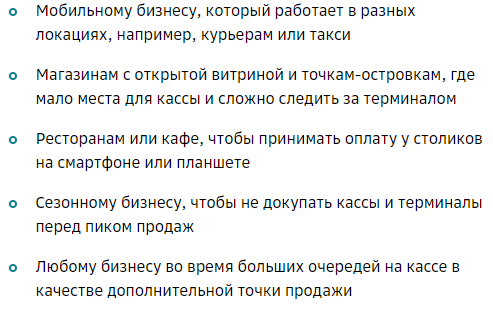 Мобильному бизнесу, который работает в разных
локациях, например, курьерам или такси
Магазинам с открытой витриной и точкам-островкам, где
мало места для кассы и сложно следить за терминалом
Ресторанам или кафе, чтобы принимать оплату у столиков
на смартфоне или планшете
Сезонному бизнесу, чтобы не докупать кассы и терминалы
перед пиком продаж
Любому бизнесу во время больших очередей на кассе в
качестве дополнительной точки продажи